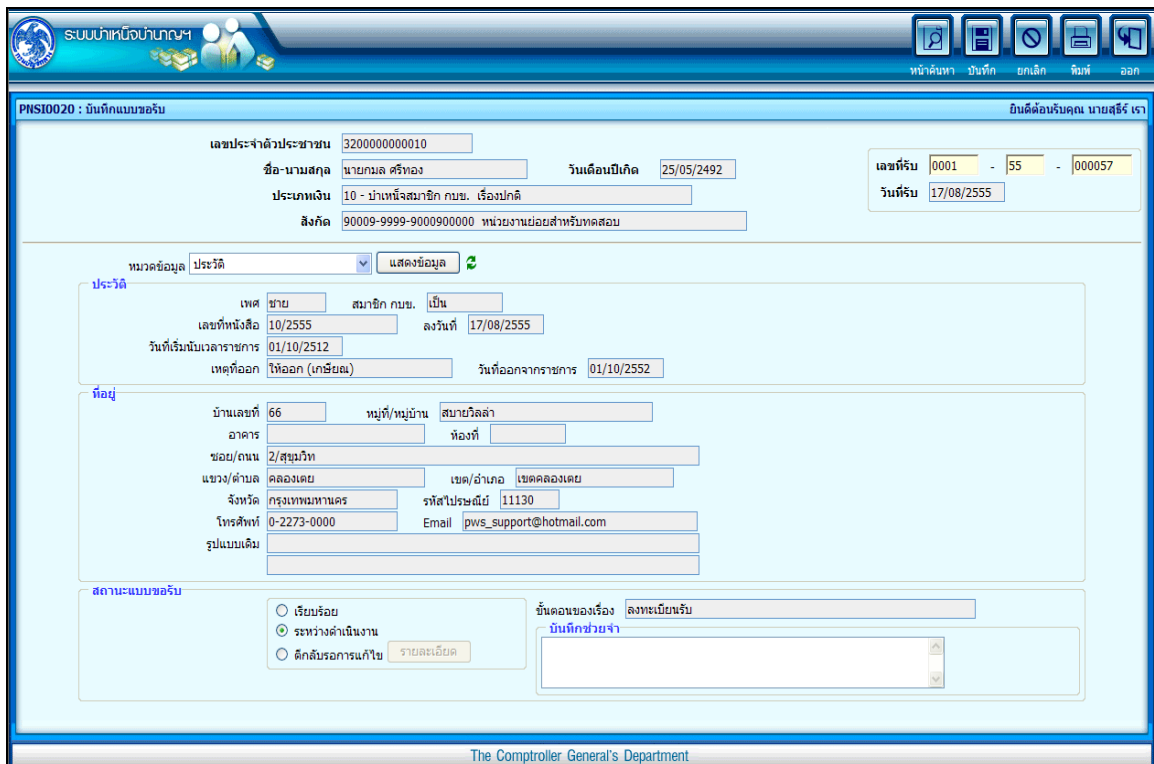 ระบบบำเหน็จบำนาญฯ
หน้าค้นหา บันทึก ยกเลิก พิมพ์ ออก
PNSI0020 : บันทึกแบบขอรับ ยินดีต้อนรับคุณ นายสุธีร์ เรา
เลขประจำตัวประชาชน 3200000000010
ชื่อ-นามสกุล นายกมล ศรีทอง วันเดือนปีเกิด 25/05/2492 เลขที่รับ 0001 - 55 - 000057
ประเภทเงิน 10 - บำเหน็จสมาชิก กบข. เรื่องปกติ วันที่รับ 17/08/2555
สังกัด 90009-9999-9000900000 หน่วยงานย่อยสำหรับทดสอบ
หมวดข้อมูล ประวัติ แสดงข้อมูล
ประวัติ
เพศ ชาย สมาชิก กบข. เป็น
เลขที่หนังสือ 10/2555 ลงวันที่ 17/08/2555
วันที่เริ่มนับเวลาราชการ 01/10/2512
เหตุที่ออก ให้ออก (เกษียณ) วันที่ออกจากราชการ 01/10/2552
ที่อยู่
บ้านเลขที่ 66 หมู่ที่/หมู่บ้าน สบายวิลล่า
อาคาร ห้องที่
ซอย/ถนน 2/สุขุมวิท
แขวง/ตำบล คลองเตย เขต/อำเภอ เขตคลองเตย
จังหวัด กรุงเทพมหานคร รหัสไปรษณีย์ 11130
โทรศัพท์ 0-2273-0000 Email pws_support@hotmail.com
รูปแบบเดิม
สถานะแบบขอรับ
เรียบร้อย ขั้นตอนของเรื่อง ลงทะเบียนรับ
ระหว่างดำเนินงาน บันทึกช่วยจำ
ตีกลับรอการแก้ไข รายละเอียด
The Comptroller General's Department